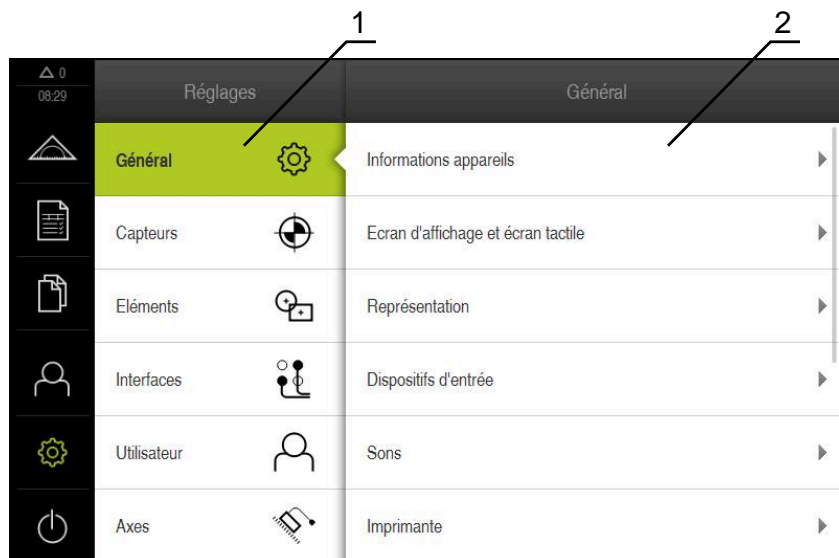 1
2
0
08:29
Réglages
Général
Général
Informations appareils
Capteurs
Ecran d'affichage et écran tactile
Eléments
Représentation
Interfaces
Dispositifs d'entrée
Utilisateur
Sons
Axes
Imprimante